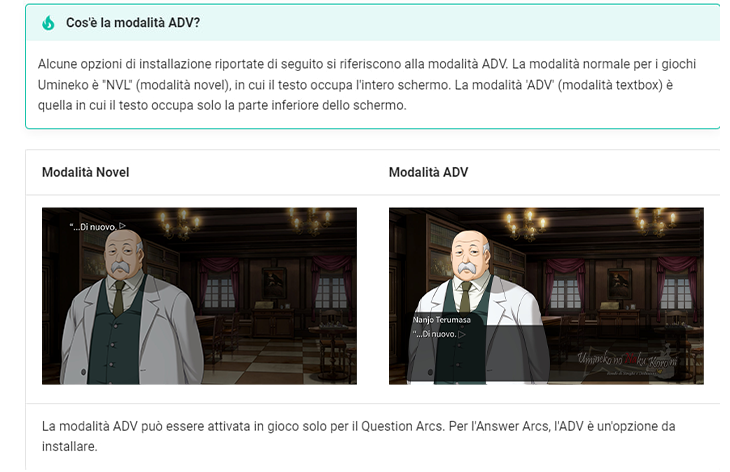 Cos'è la modalità ADV?
Alcune opzioni di installazione riportate di seguito si riferiscono alla modalità ADV. La modalità normale per i giochi
Umineko è "NVL" (modalità novel), in cui il testo occupa l'intero schermo. La modalità 'ADV' (modalità textbox) è
quella in cui il testo occupa solo la parte inferiore dello schermo.
Modalità Novel
Modalità ADV
"...Di nuovo.
Nanjo Terumasa
"...Di nuovo.
Umineko no Naku Koro ni
La modalità ADV può essere attivata in gioco solo per il Question Arcs. Per l'Answer Arcs, l'ADV è un'opzione da
installare.